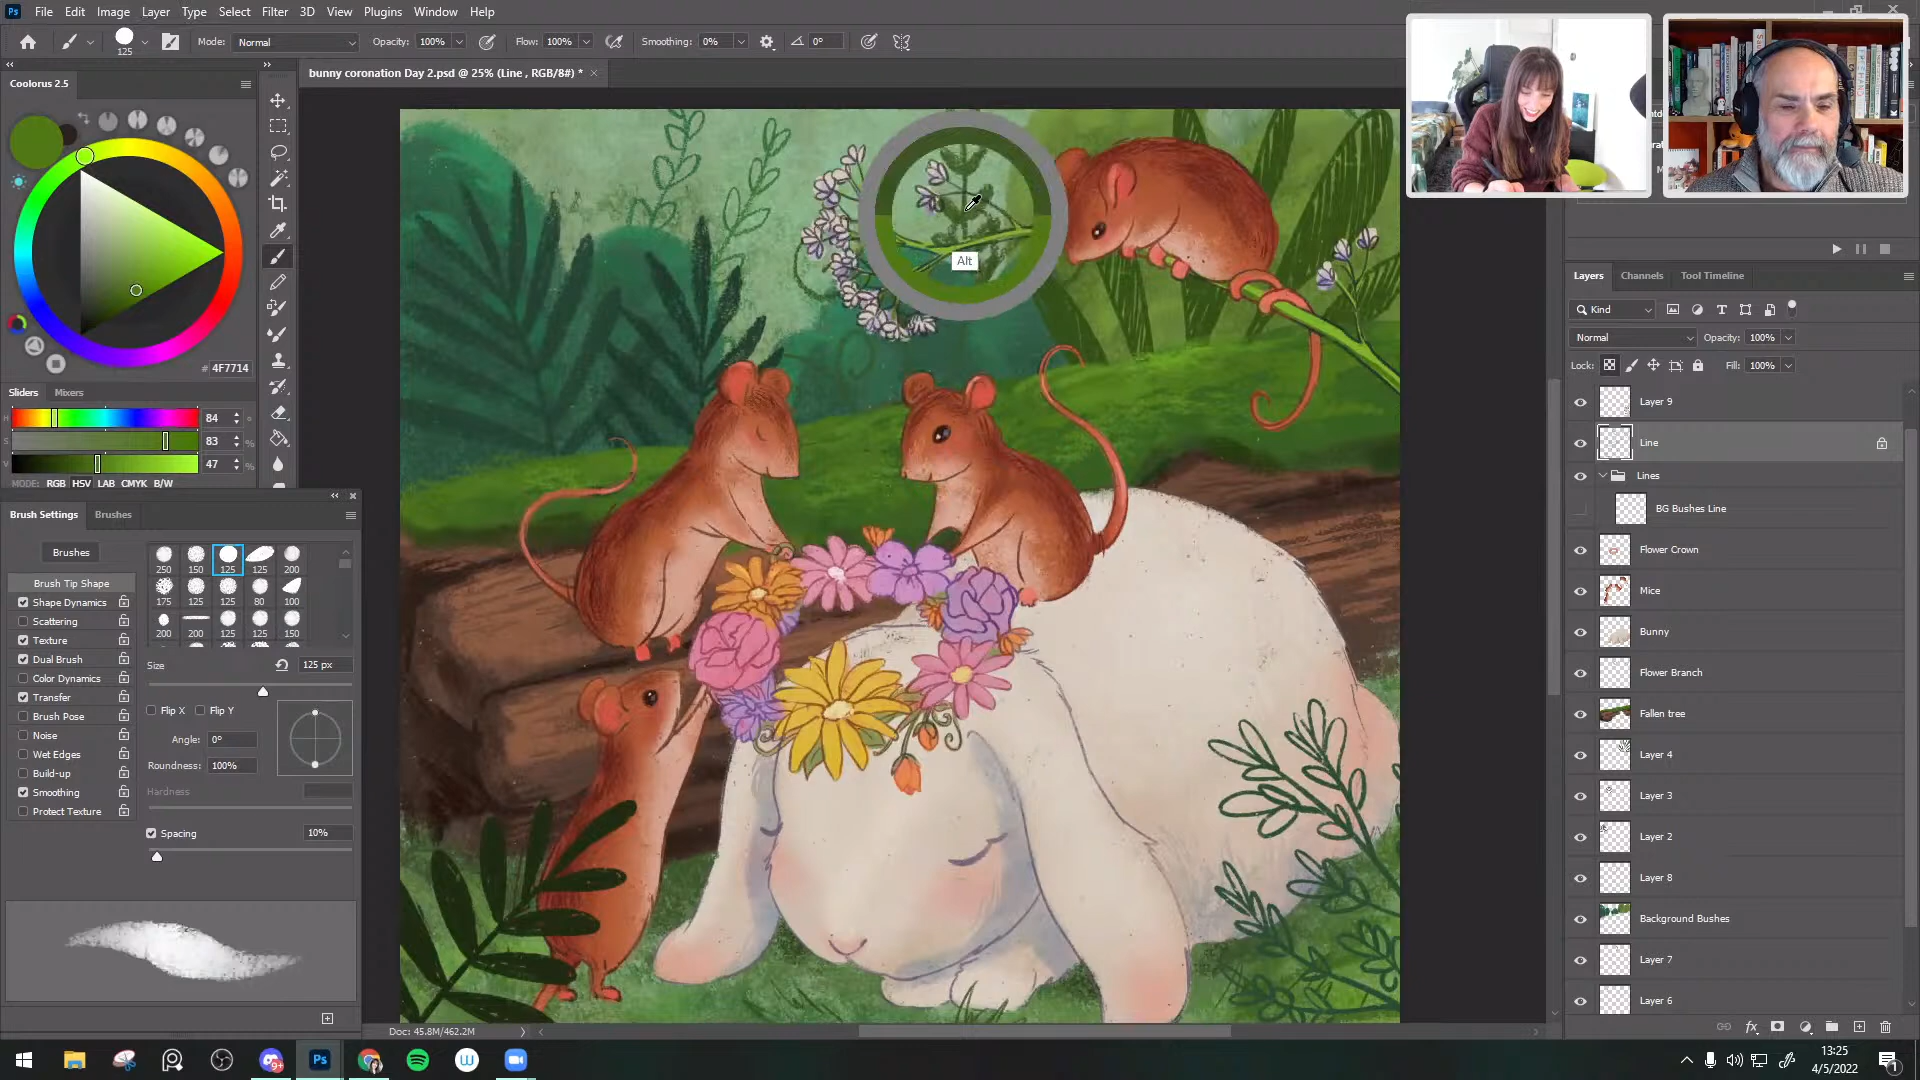 Ps File Edit Image Layer Type Select Filter 3D View Plugins Window Help
125 Mode: Normal Opacity: 100% Flow: 100% Smoothing: 0% 0°
Coolorus 2.5
bunny coronation Day 2.psd @ 25% (Line , RGB/8#) *
Alt
# 4F7714
Sliders Mixers
H 84 °
S 83 %
V 47 %
MODE: RGB HSV LAB CMYK B/W
Brush Settings Brushes
Brushes
250 150 125 125 200
175 125 125 80 100
200 200 125 125 150
Brush Tip Shape
Shape Dynamics
Scattering
Texture
Dual Brush
Color Dynamics
Transfer
Brush Pose
Noise
Wet Edges
Build-up
Smoothing
Protect Texture
Size 125 px
Flip X Flip Y
Angle: 0°
Roundness: 100%
Hardness
Spacing 10%
Layers Channels Tool Timeline
Kind
Normal Opacity: 100%
Lock: Fill: 100%
Layer 9
Line
Lines
BG Bushes Line
Flower Crown
Mice
Bunny
Flower Branch
Fallen tree
Layer 4
Layer 3
Layer 2
Layer 8
Background Bushes
Layer 7
Layer 6
fx
Doc: 45.8M/462.2M
9+
Ps
13:25
4/5/2022
1